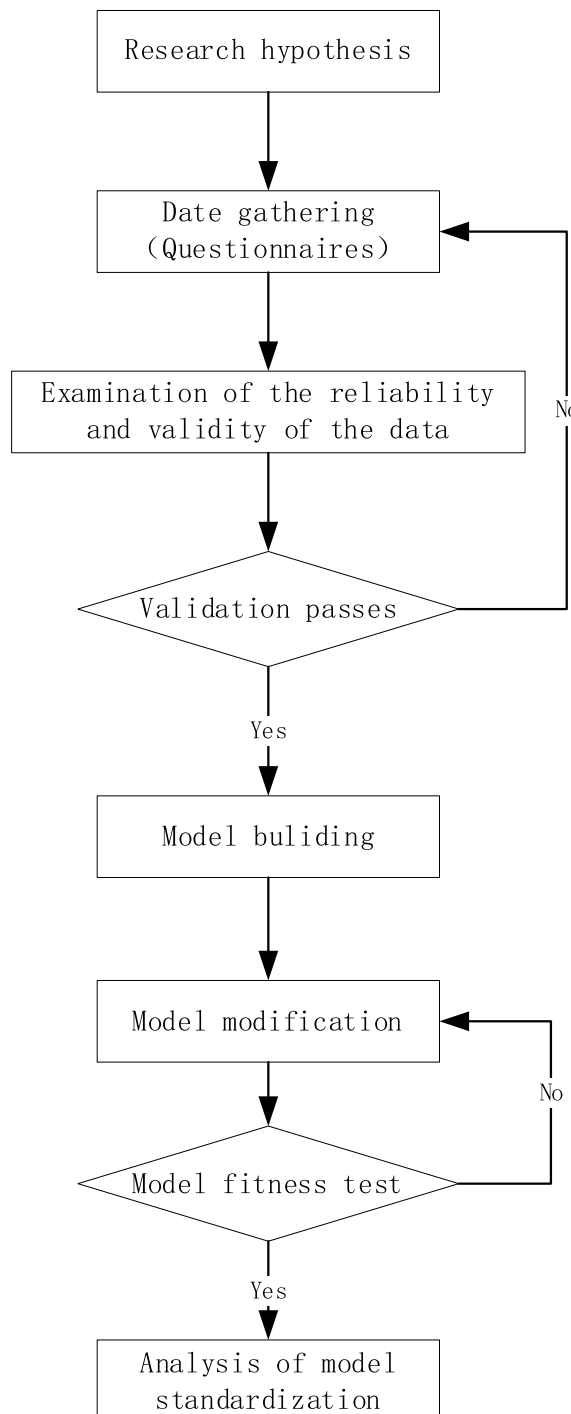 Research hypothesis
Date gathering
(Questionnaires)
Examination of the reliability
and validity of the data
No
Validation passes
Yes
Model buliding
Model modification
No
Model fitness test
Yes
Analysis of model
standardization